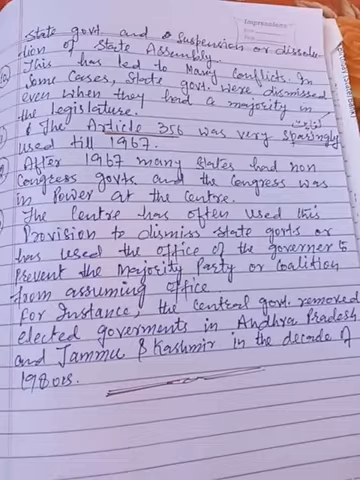 Impressions
state govt. and suspension or dissolu-
tion of State Assembly.
This has led to Many Conflicts. In
Some Cases, State govt. were dismissed
even when they had a majority in
the legislature.
The Article 356 was very sparingly
used till 1967.
After 1967 many states had non
Congress govts. and the Congress was
in Power at the Centre.
The Centre has often used this
Provision to dismiss state govts or
has used the office of the governer to
Prevent the Majority Party or Coalition
from assuming office
for Instance, the central govt. removed
elected goverments in Andhra Pradesh
and Jammu & Kashmir in the decade of
1980s.